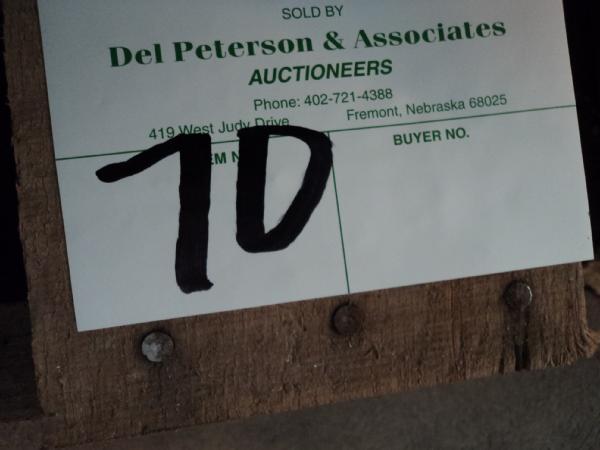 SOLD BY
Del Peterson & Associates
AUCTIONEERS
Phone: 402-721-4388
419 West Judy Drive Fremont, Nebraska 68025
BUYER NO.
70